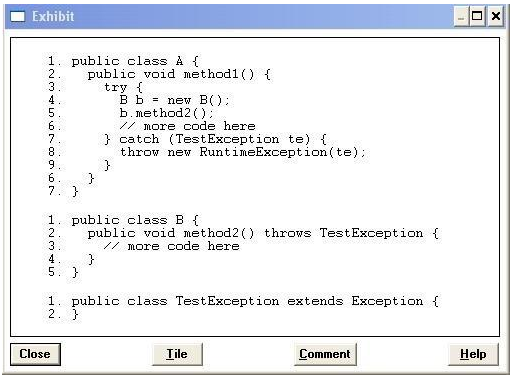 Exhibit
1. public class A {
2.   public void method1() {
3.     try {
4.       B b = new B();
5.       b.method2();
6.       // more code here
7.     } catch (TestException te) {
8.       throw new RuntimeException(te);
9.     }
6.   }
7. }
1. public class B {
2.   public void method2() throws TestException {
3.     // more code here
4.   }
5. }
1. public class TestException extends Exception {
2. }
Close Tile Comment Help